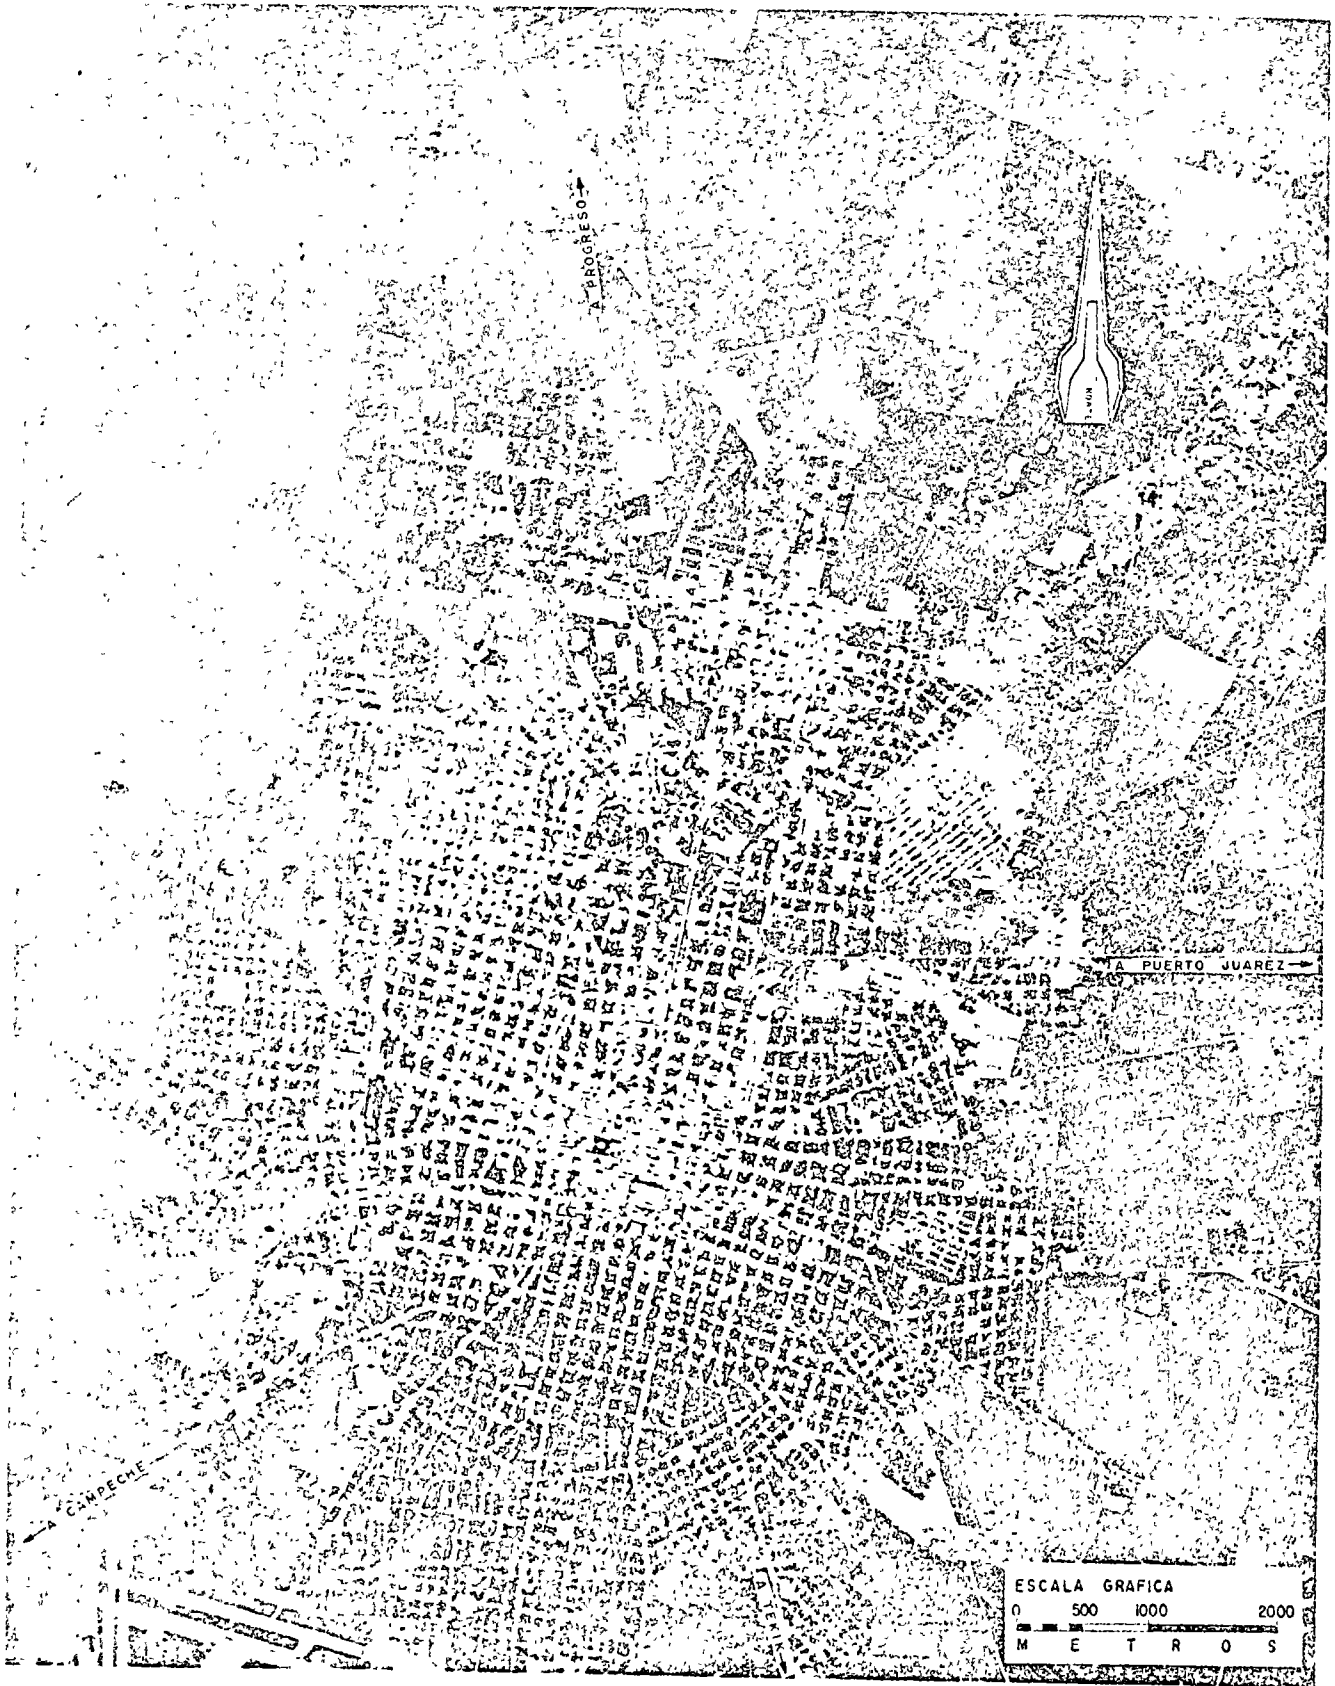 A PROGRESO
A PUERTO JUAREZ
A CAMPECHE
ESCALA GRAFICA
0 500 1000 2000
M E T R O S